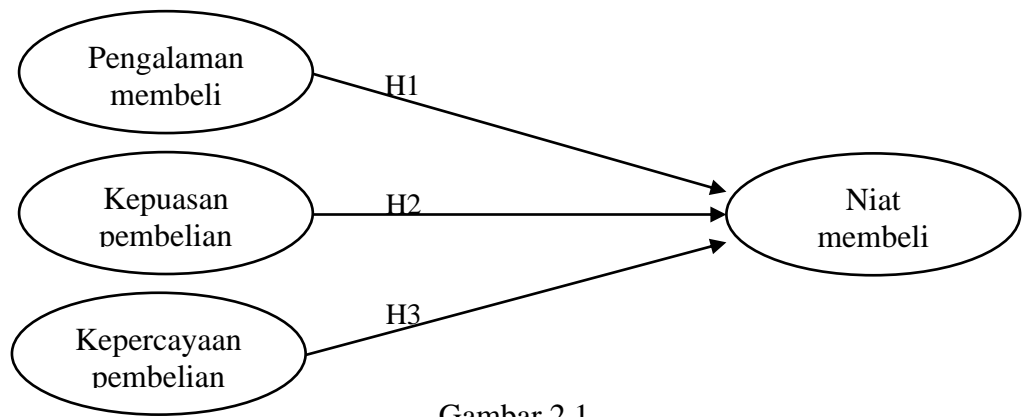 Pengalaman
membeli
H1
Kepuasan
pembelian
H2
Niat
membeli
H3
Kepercayaan
pembelian
Gambar 2.1